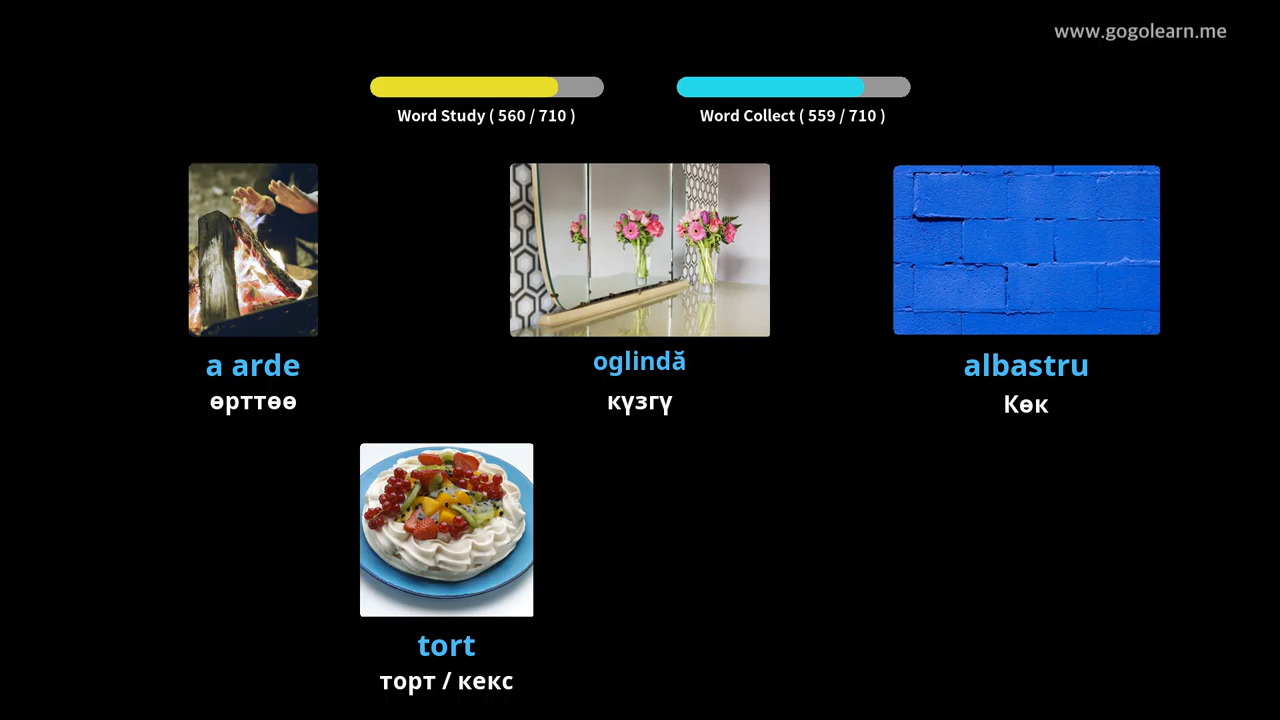 www.gogolearn.me
Word Study ( 560 / 710 )
Word Collect ( 559 / 710 )
a arde
өрттөө
oglindă
күзгү
albastru
Көк
tort
торт / кекс